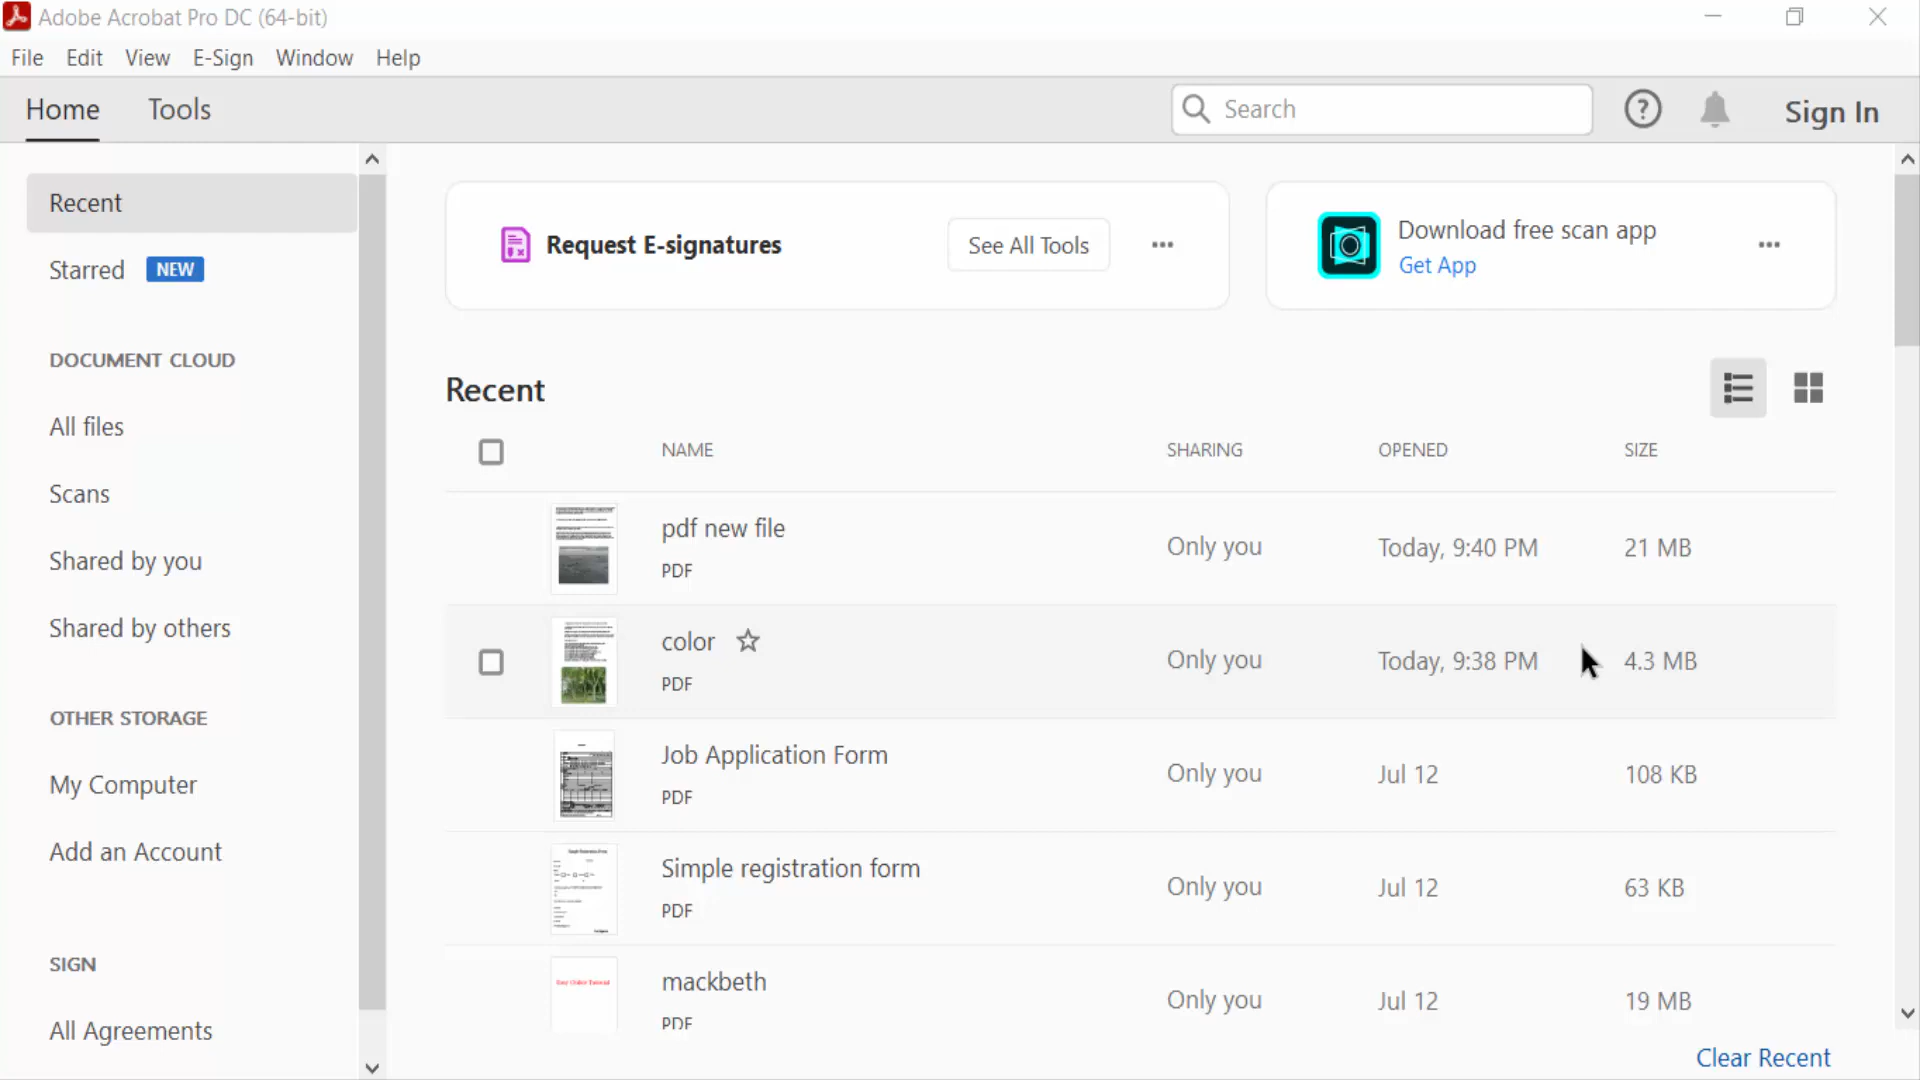 Adobe Acrobat Pro DC (64-bit)
File Edit View E-Sign Window Help
Home Tools
Search
Sign In
Recent
Starred NEW
DOCUMENT CLOUD
All files
Scans
Shared by you
Shared by others
OTHER STORAGE
My Computer
Add an Account
SIGN
All Agreements
Request E-signatures
See All Tools
Download free scan app
Get App
Recent
NAME SHARING OPENED SIZE
pdf new file
PDF
Only you Today, 9:40 PM 21 MB
color
PDF
Only you Today, 9:38 PM 4.3 MB
Job Application Form
PDF
Only you Jul 12 108 KB
Simple registration form
PDF
Only you Jul 12 63 KB
mackbeth
PDF
Only you Jul 12 19 MB
Clear Recent